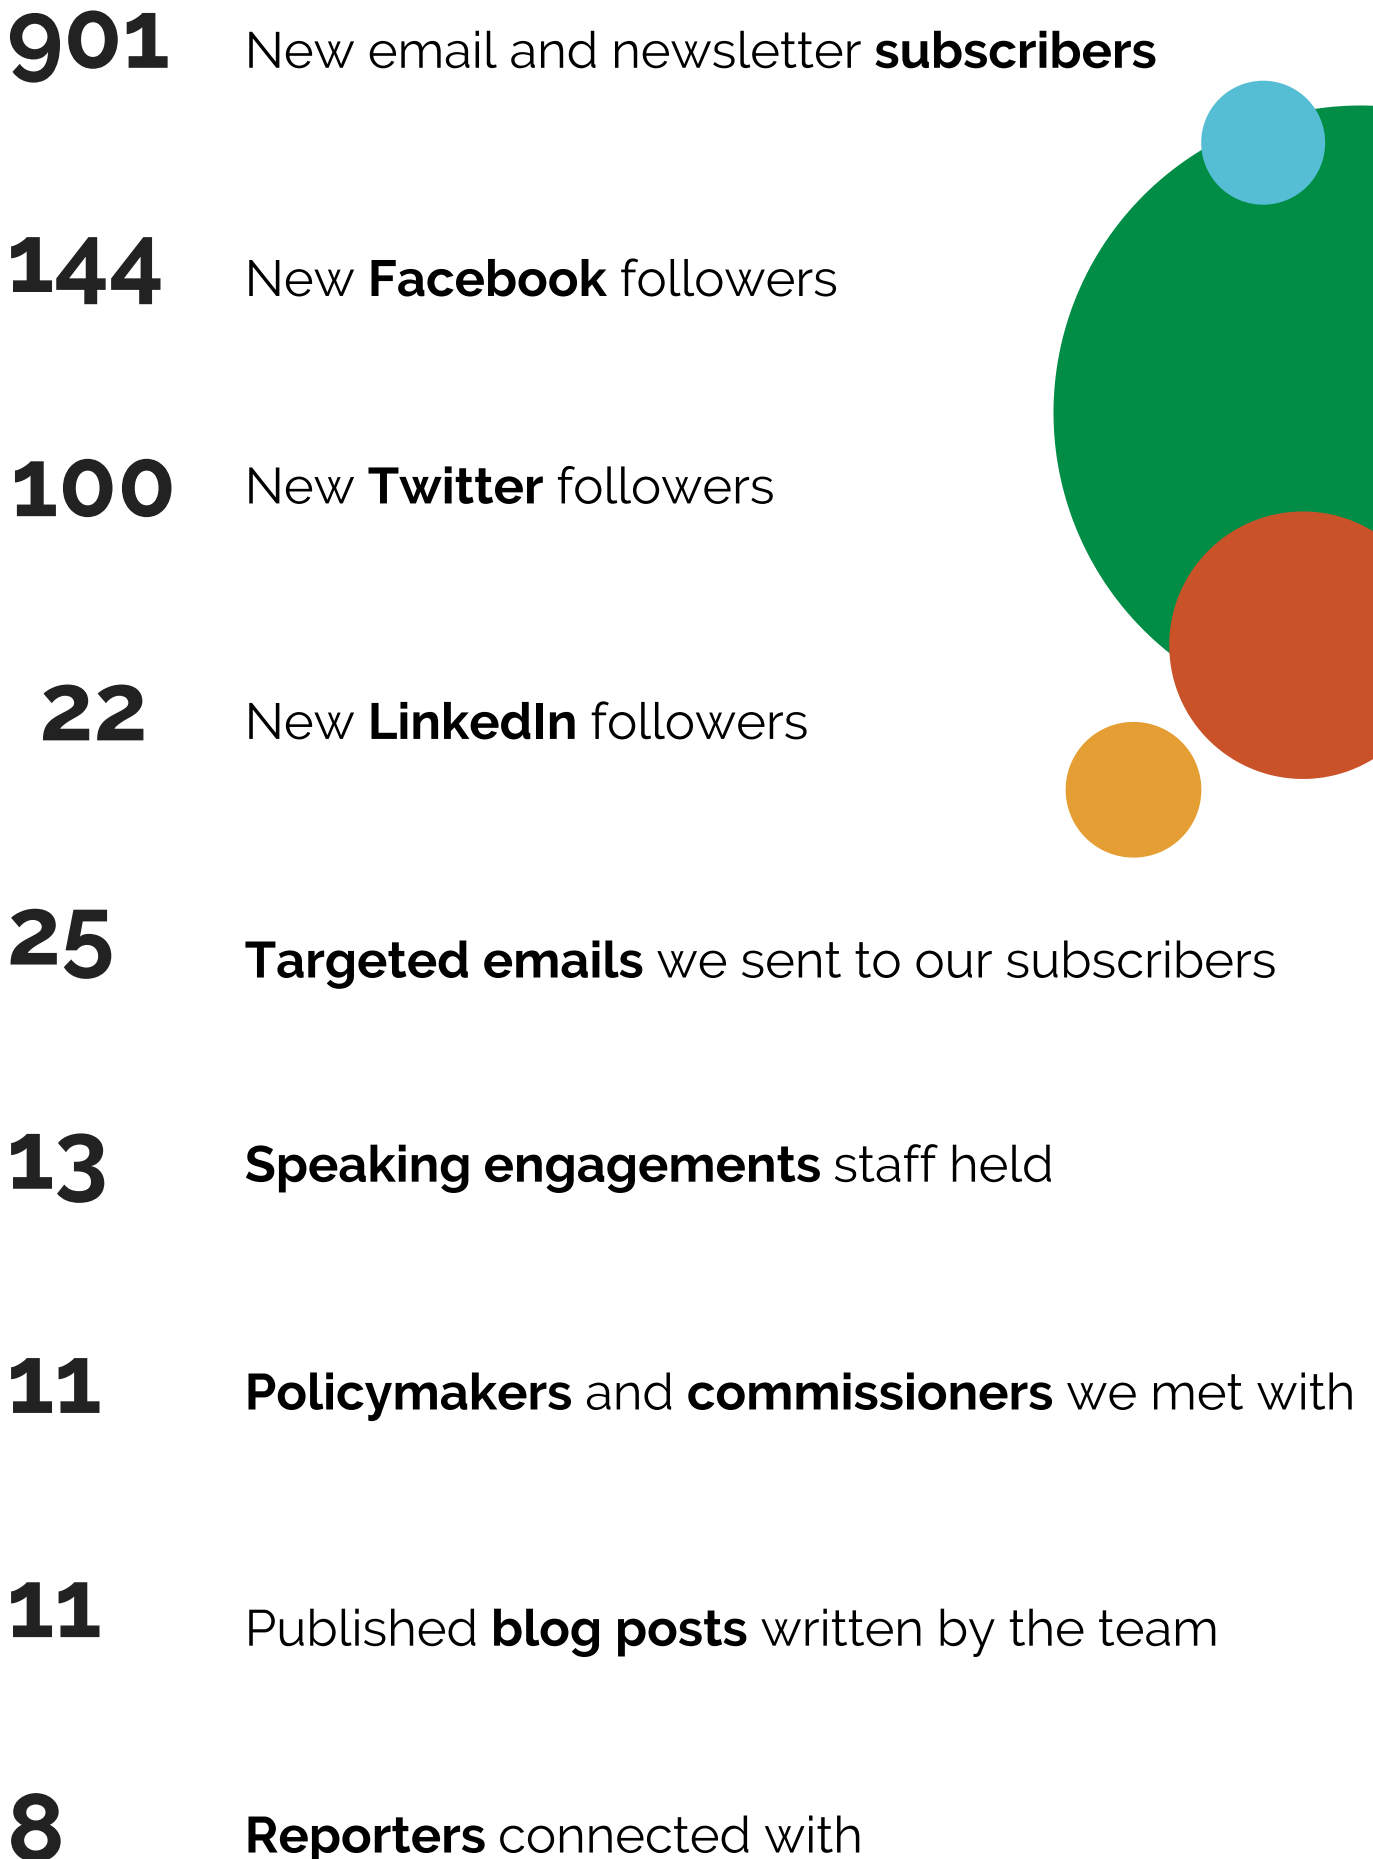 901 New email and newsletter subscribers
144 New Facebook followers
100 New Twitter followers
22 New LinkedIn followers
25 Targeted emails we sent to our subscribers
13 Speaking engagements staff held
11 Policymakers and commissioners we met with
11 Published blog posts written by the team
8 Reporters connected with